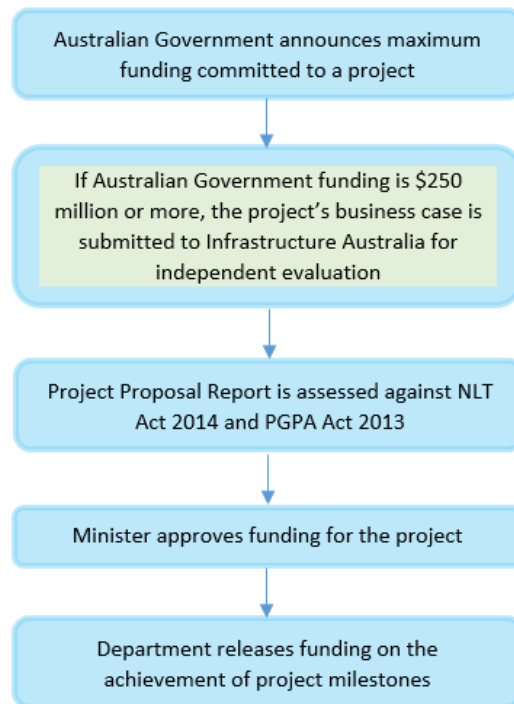 Australian Government announces maximum
funding committed to a project
If Australian Government funding is $250
million or more, the project's business case is
submitted to Infrastructure Australia for
independent evaluation
Project Proposal Report is assessed against NLT
Act 2014 and PGPA Act 2013
Minister approves funding for the project
Department releases funding on the
achievement of project milestones